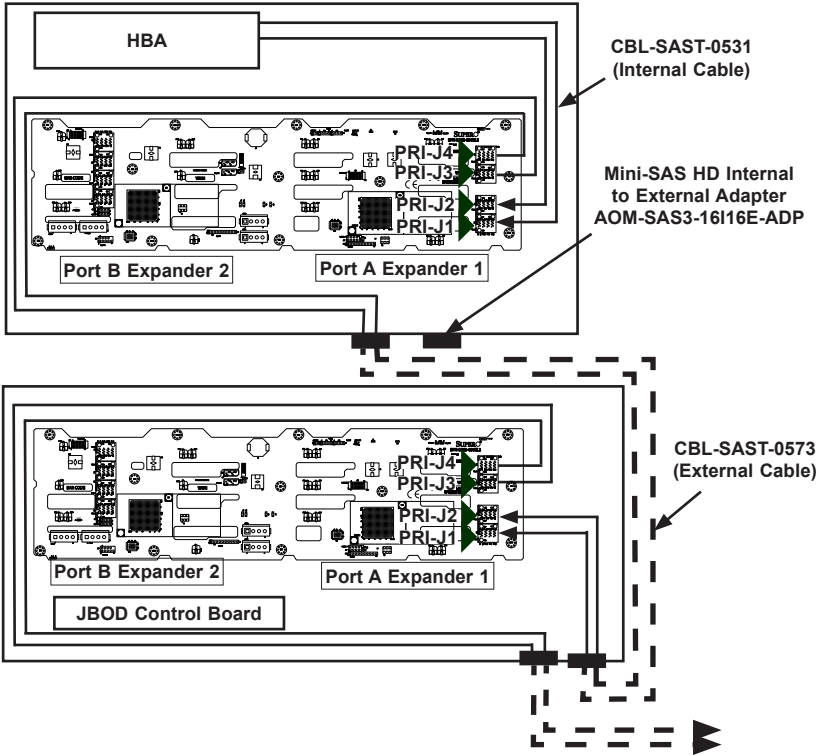 HBA
CBL-SAST-0531
(Internal Cable)
PRI-J4
PRI-J3
PRI-J2
PRI-J1
Mini-SAS HD Internal
to External Adapter
AOM-SAS3-16I16E-ADP
Port B Expander 2
Port A Expander 1
PRI-J4
PRI-J3
PRI-J2
PRI-J1
CBL-SAST-0573
(External Cable)
Port B Expander 2
Port A Expander 1
JBOD Control Board